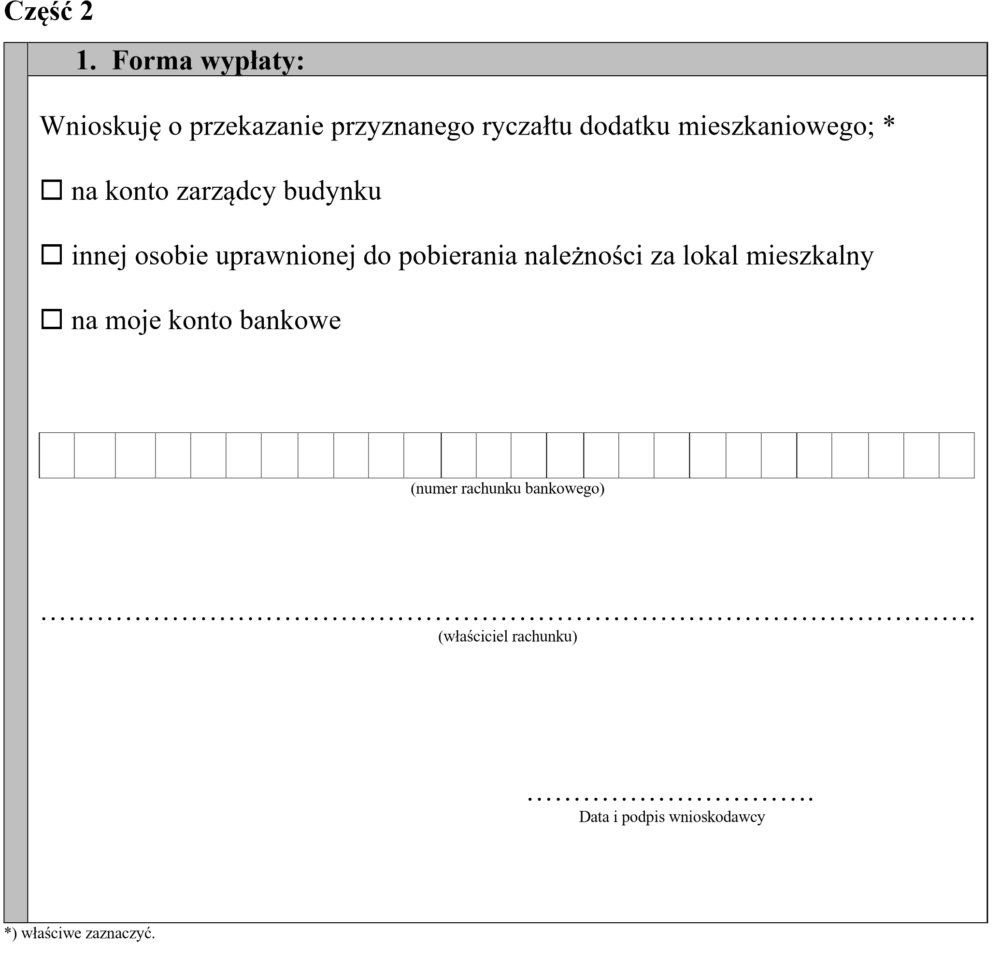 Część 2
1. Forma wypłaty:
Wnioskuję o przekazanie przyznanego ryczałtu dodatku mieszkaniowego; *
☐ na konto zarządcy budynku
☐ innej osobie uprawnionej do pobierania należności za lokal mieszkalny
☐ na moje konto bankowe
(numer rachunku bankowego)
(właściciel rachunku)
Data i podpis wnioskodawcy
*) właściwe zaznaczyć.